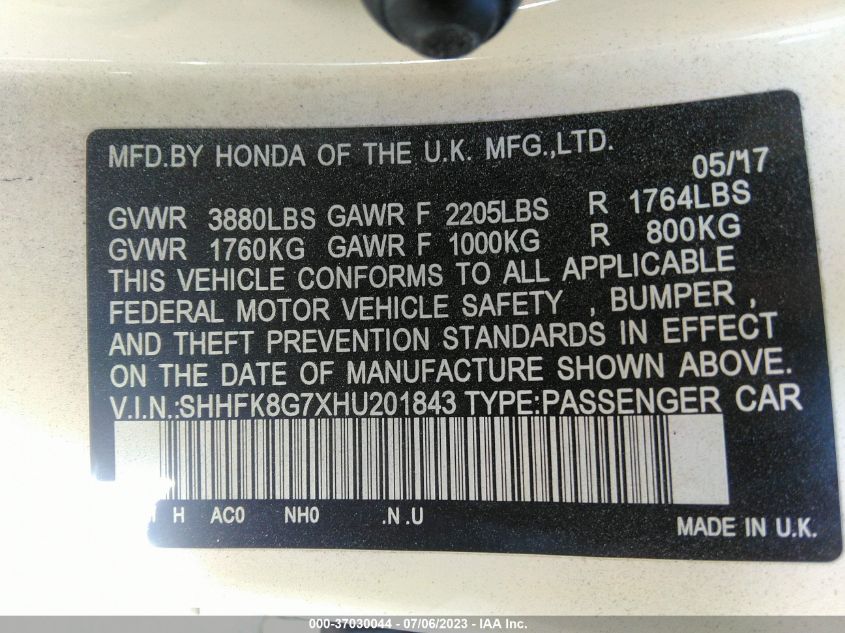 MFD.BY HONDA OF THE U.K. MFG.,LTD. 05/17
GVWR 3880LBS GAWR F 2205LBS R 1764LBS
GVWR 1760KG GAWR F 1000KG R 800KG
THIS VEHICLE CONFORMS TO ALL APPLICABLE
FEDERAL MOTOR VEHICLE SAFETY , BUMPER ,
AND THEFT PREVENTION STANDARDS IN EFFECT
ON THE DATE OF MANUFACTURE SHOWN ABOVE.
V.I.N.:SHHFK8G7XHU201843 TYPE:PASSENGER CAR
H AC0 NH0 .N .U
MADE IN U.K.
000-37030044 / 07/06/2023 - IAA Inc.